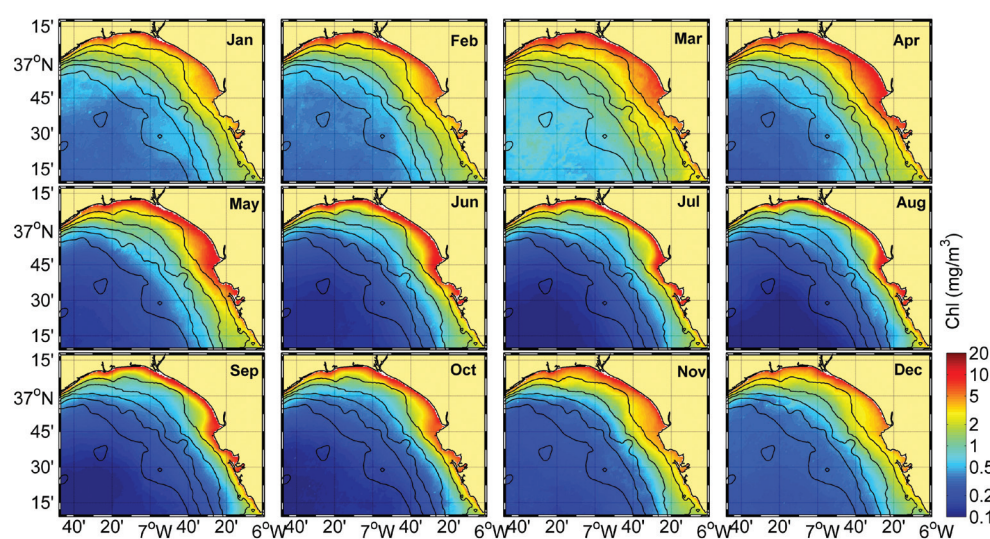 15'
37°N
45'
30'
15'
Jan
Feb
Mar
Apr
15'
37°N
45'
30'
15'
May
Jun
Jul
Aug
15'
37°N
45'
30'
15'
Sep
Oct
Nov
Dec
40' 20' 7°W 40' 20' 6°W
40' 20' 7°W 40' 20' 6°W
40' 20' 7°W 40' 20' 6°W
40' 20' 7°W 40' 20' 6°W
Chl (mg/m³)
20
10
5
2
1
0.5
0.2
0.1